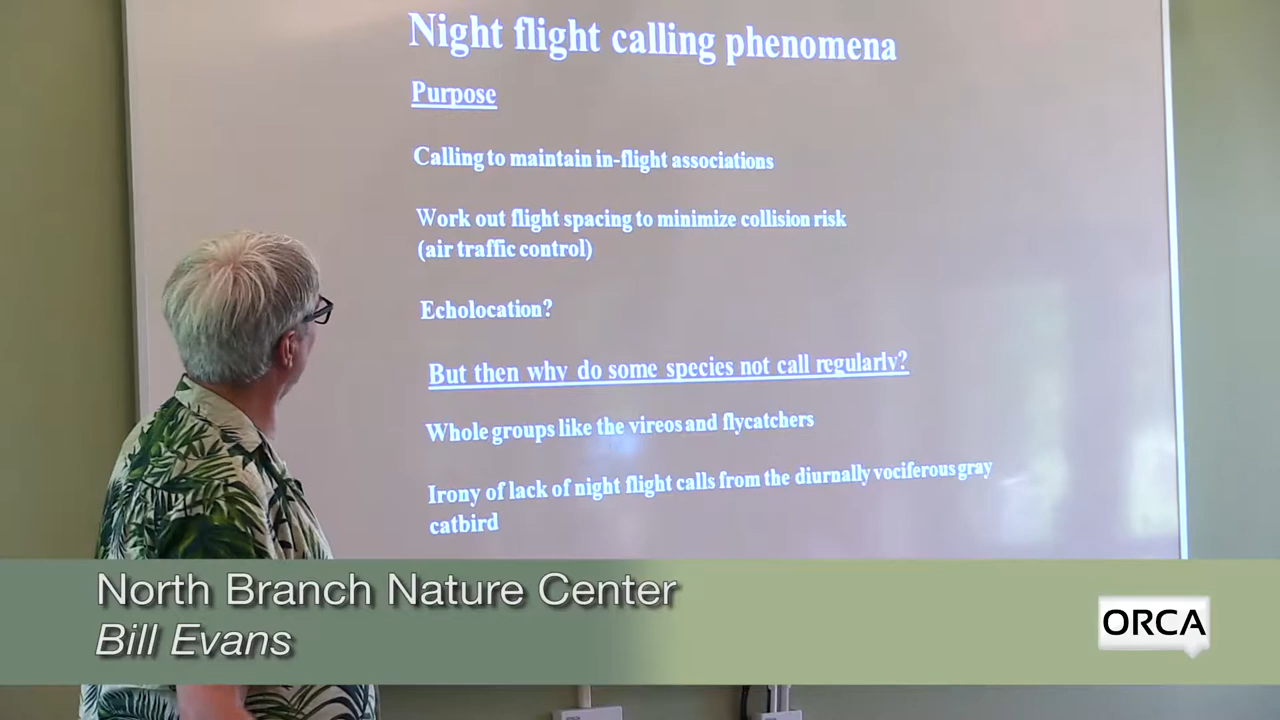 Night flight calling phenomena
Purpose
Calling to maintain in-flight associations
Work out flight spacing to minimize collision risk
(air traffic control)
Echolocation?
But then why do some species not call regularly?
Whole groups like the vireos and flycatchers
Irony of lack of night flight calls from the diurnally vociferous gray
catbird
North Branch Nature Center
Bill Evans
ORCA